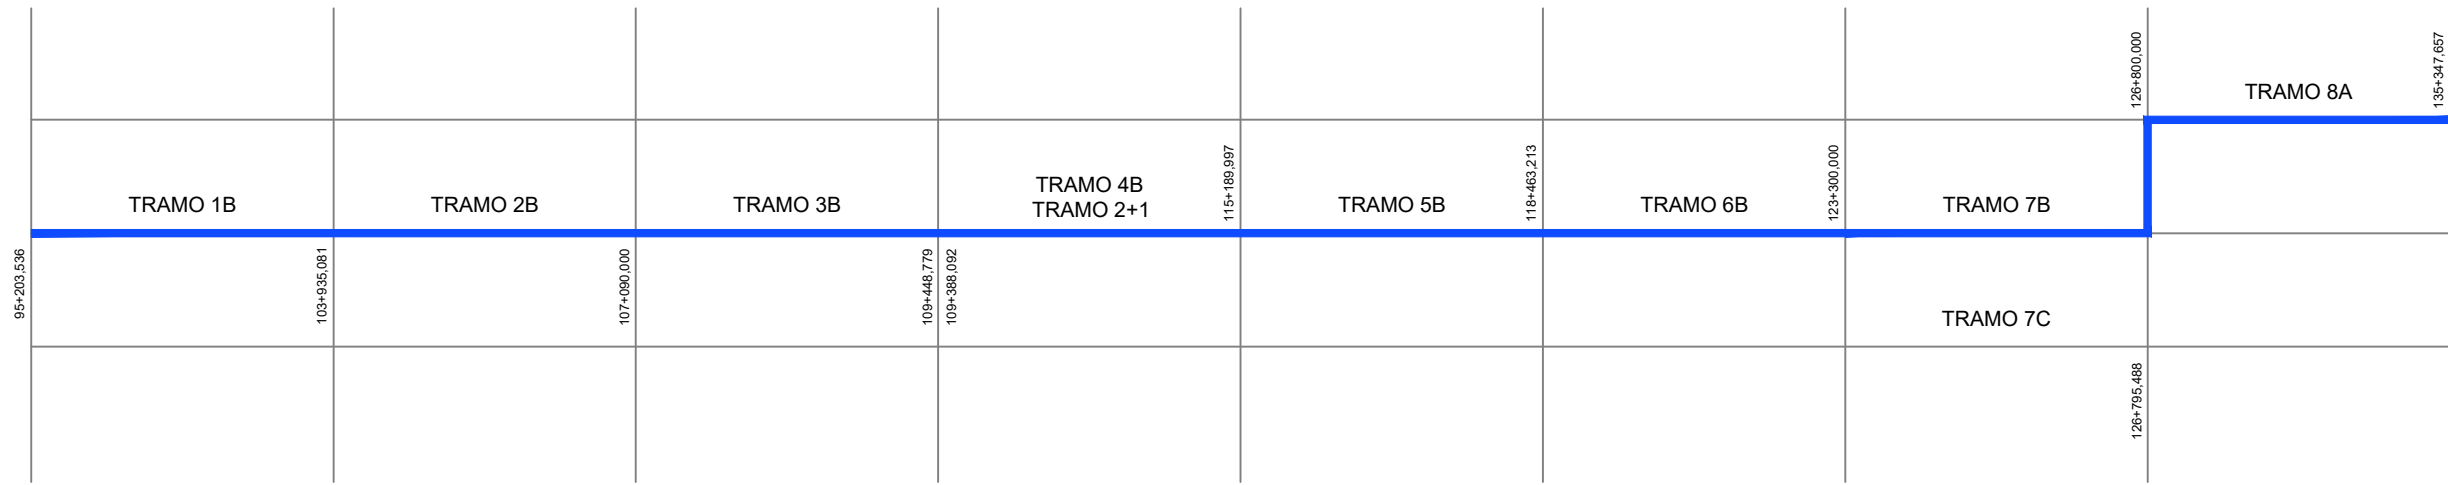 126+800,000
135+347,657
TRAMO 8A
115+189,997
118+463,213
123+300,000
TRAMO 1B
TRAMO 2B
TRAMO 3B
TRAMO 4B
TRAMO 2+1
TRAMO 5B
TRAMO 6B
TRAMO 7B
95+203,536
103+935,081
107+090,000
109+448,779
109+388,092
TRAMO 7C
126+795,488